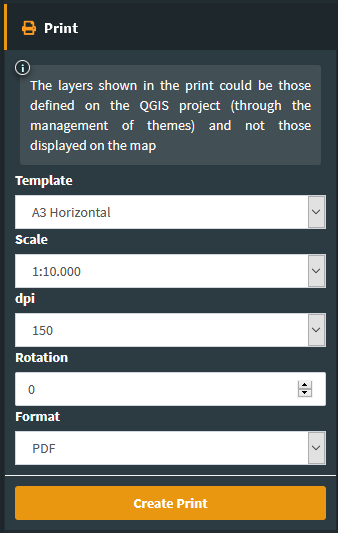 Print
The layers shown in the print could be those
defined on the QGIS project (through the
management of themes) and not those
displayed on the map
Template
A3 Horizontal
Scale
1:10.000
dpi
150
Rotation
0
Format
PDF
Create Print